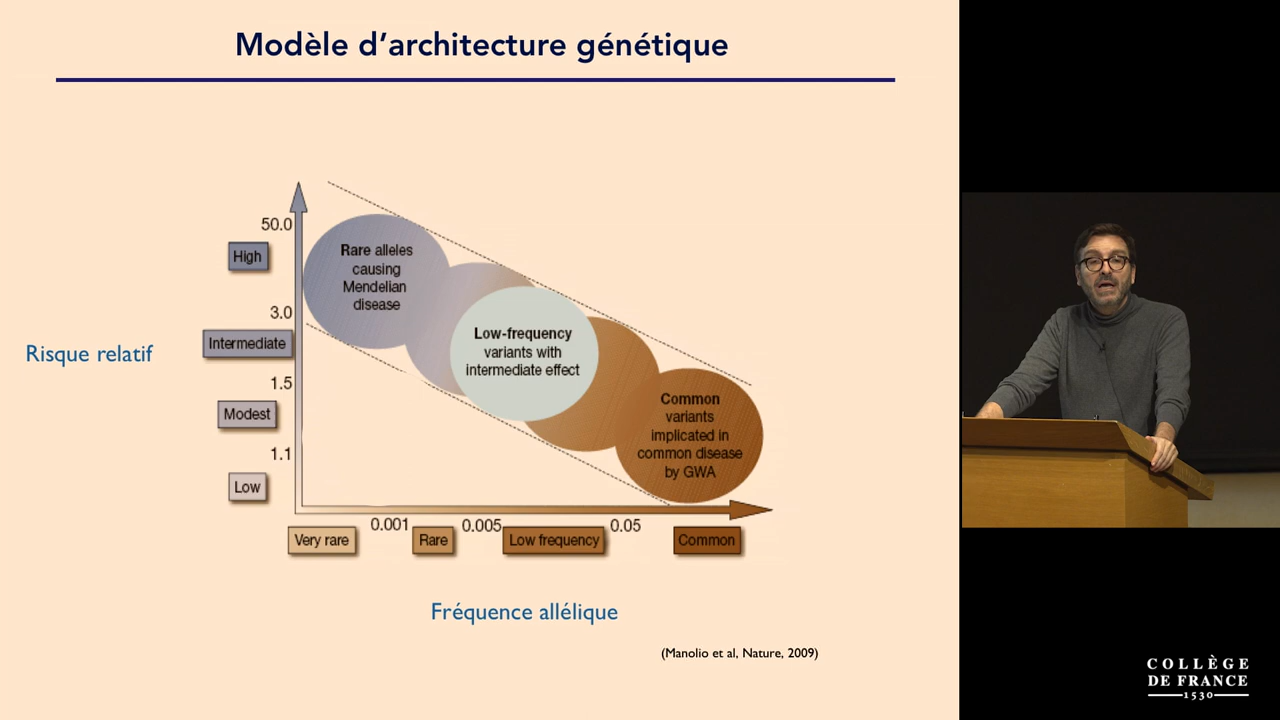 Modèle d'architecture génétique
50.0
High
3.0
Intermediate
Risque relatif
1.5
Modest
1.1
Low
Rare alleles
causing
Mendelian
disease
Low-frequency
variants with
intermediate effect
Common
variants
implicated in
common disease
by GWA
0.001
0.005
0.05
Very rare
Rare
Low frequency
Common
Fréquence allélique
(Manolio et al, Nature, 2009)
COLLÈGE
DE FRANCE
1530